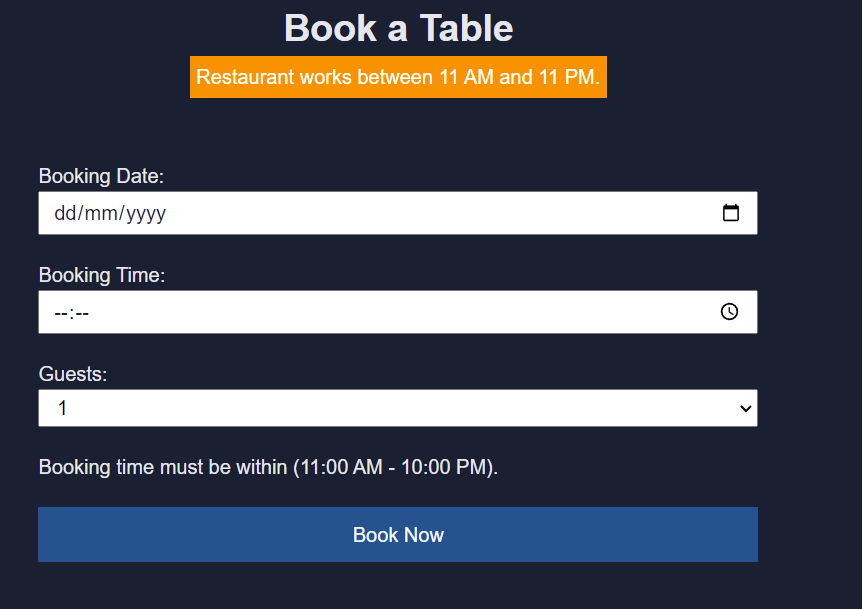 Book a Table
Restaurant works between 11 AM and 11 PM.
Booking Date:
dd/mm/yyyy
Booking Time:
--:--
Guests:
1
Booking time must be within (11:00 AM - 10:00 PM).
Book Now